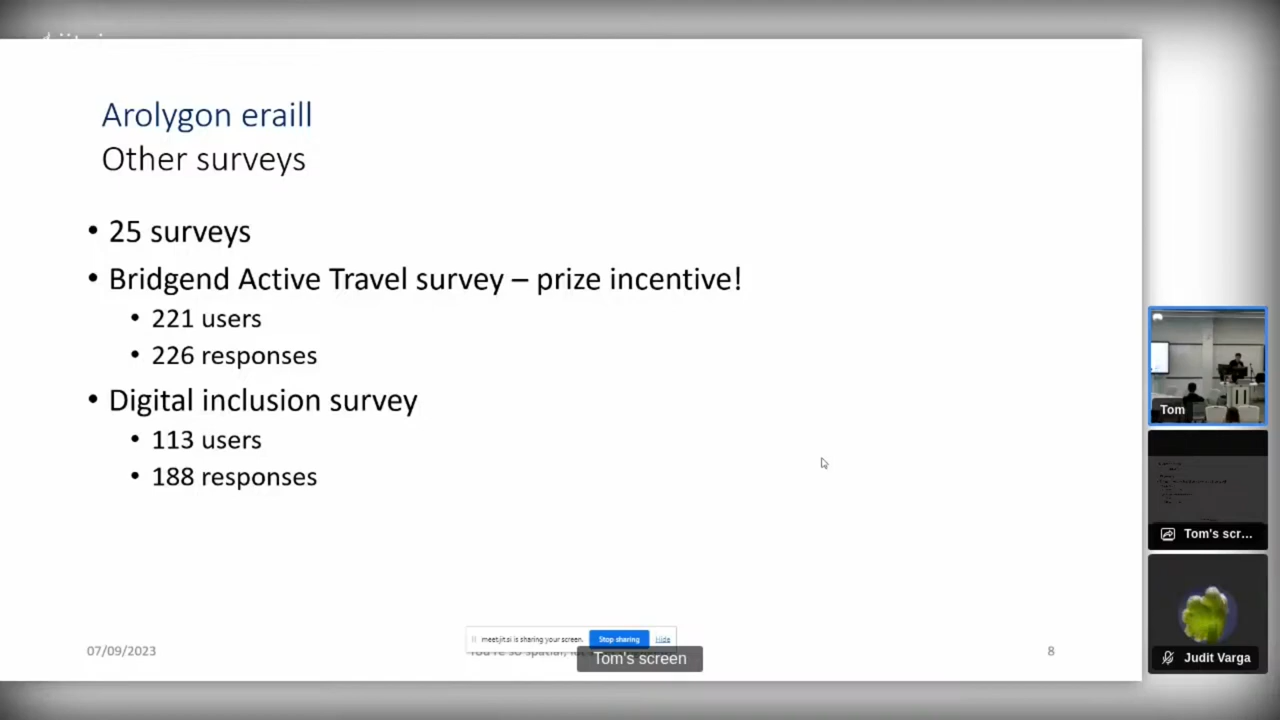 Arolygon eraill
Other surveys
• 25 surveys
• Bridgend Active Travel survey – prize incentive!
• 221 users
• 226 responses
• Digital inclusion survey
• 113 users
• 188 responses
07/09/2023
meet.jit.si is sharing your screen.
Stop sharing
Hide
Tom's screen
8
Tom
Tom's scr...
Judit Varga